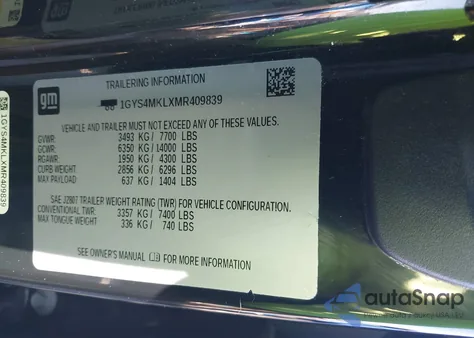 TRAILERING INFORMATION
gm
1GYS4MKLXMR409839
VEHICLE AND TRAILER MUST NOT EXCEED ANY OF THESE VALUES.
GVWR: 3493 KG/ 7700 LBS
GCWR: 6350 KG/ 14000 LBS
RGAWR: 1950 KG/ 4300 LBS
CURB WEIGHT: 2856 KG/ 6296 LBS
MAX PAYLOAD: 637 KG/ 1404 LBS
SAE J2807 TRAILER WEIGHT RATING (TWR) FOR VEHICLE CONFIGURATION.
CONVENTIONAL TWR: 3357 KG/ 7400 LBS
MAX TONGUE WEIGHT: 336 KG/ 740 LBS
SEE OWNER'S MANUAL FOR MORE INFORMATION
1GYS4MKLXMR409839
autaSnap